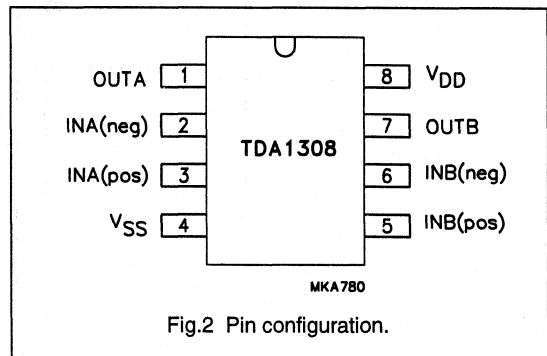 OUTA 1 8 VDD
INA(neg) 2 7 OUTB
TDA1308
INA(pos) 3 6 INB(neg)
VSS 4 5 INB(pos)
MKA780
Fig.2 Pin configuration.